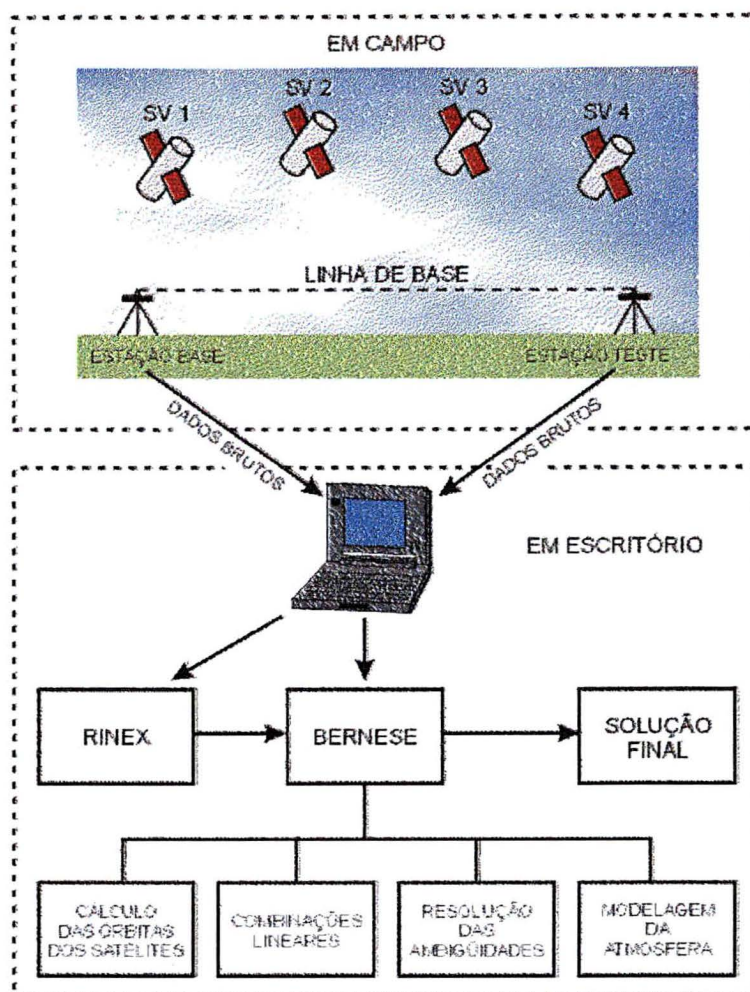 EM CAMPO
SV 1
SV 2
SV 3
SV 4
LINHA DE BASE
ESTAÇÃO BASE
ESTAÇÃO TESTE
DADOS BRUTOS
DADOS BRUTOS
EM ESCRITÓRIO
RINEX
BERNESE
SOLUÇÃO
FINAL
CÁLCULO
DAS ÓRBITAS
DOS SATÉLITES
COMBINAÇÕES
LINEARES
RESOLUÇÃO
DAS
AMBIGÜIDADES
MODELAGEM
DA
ATMOSFERA